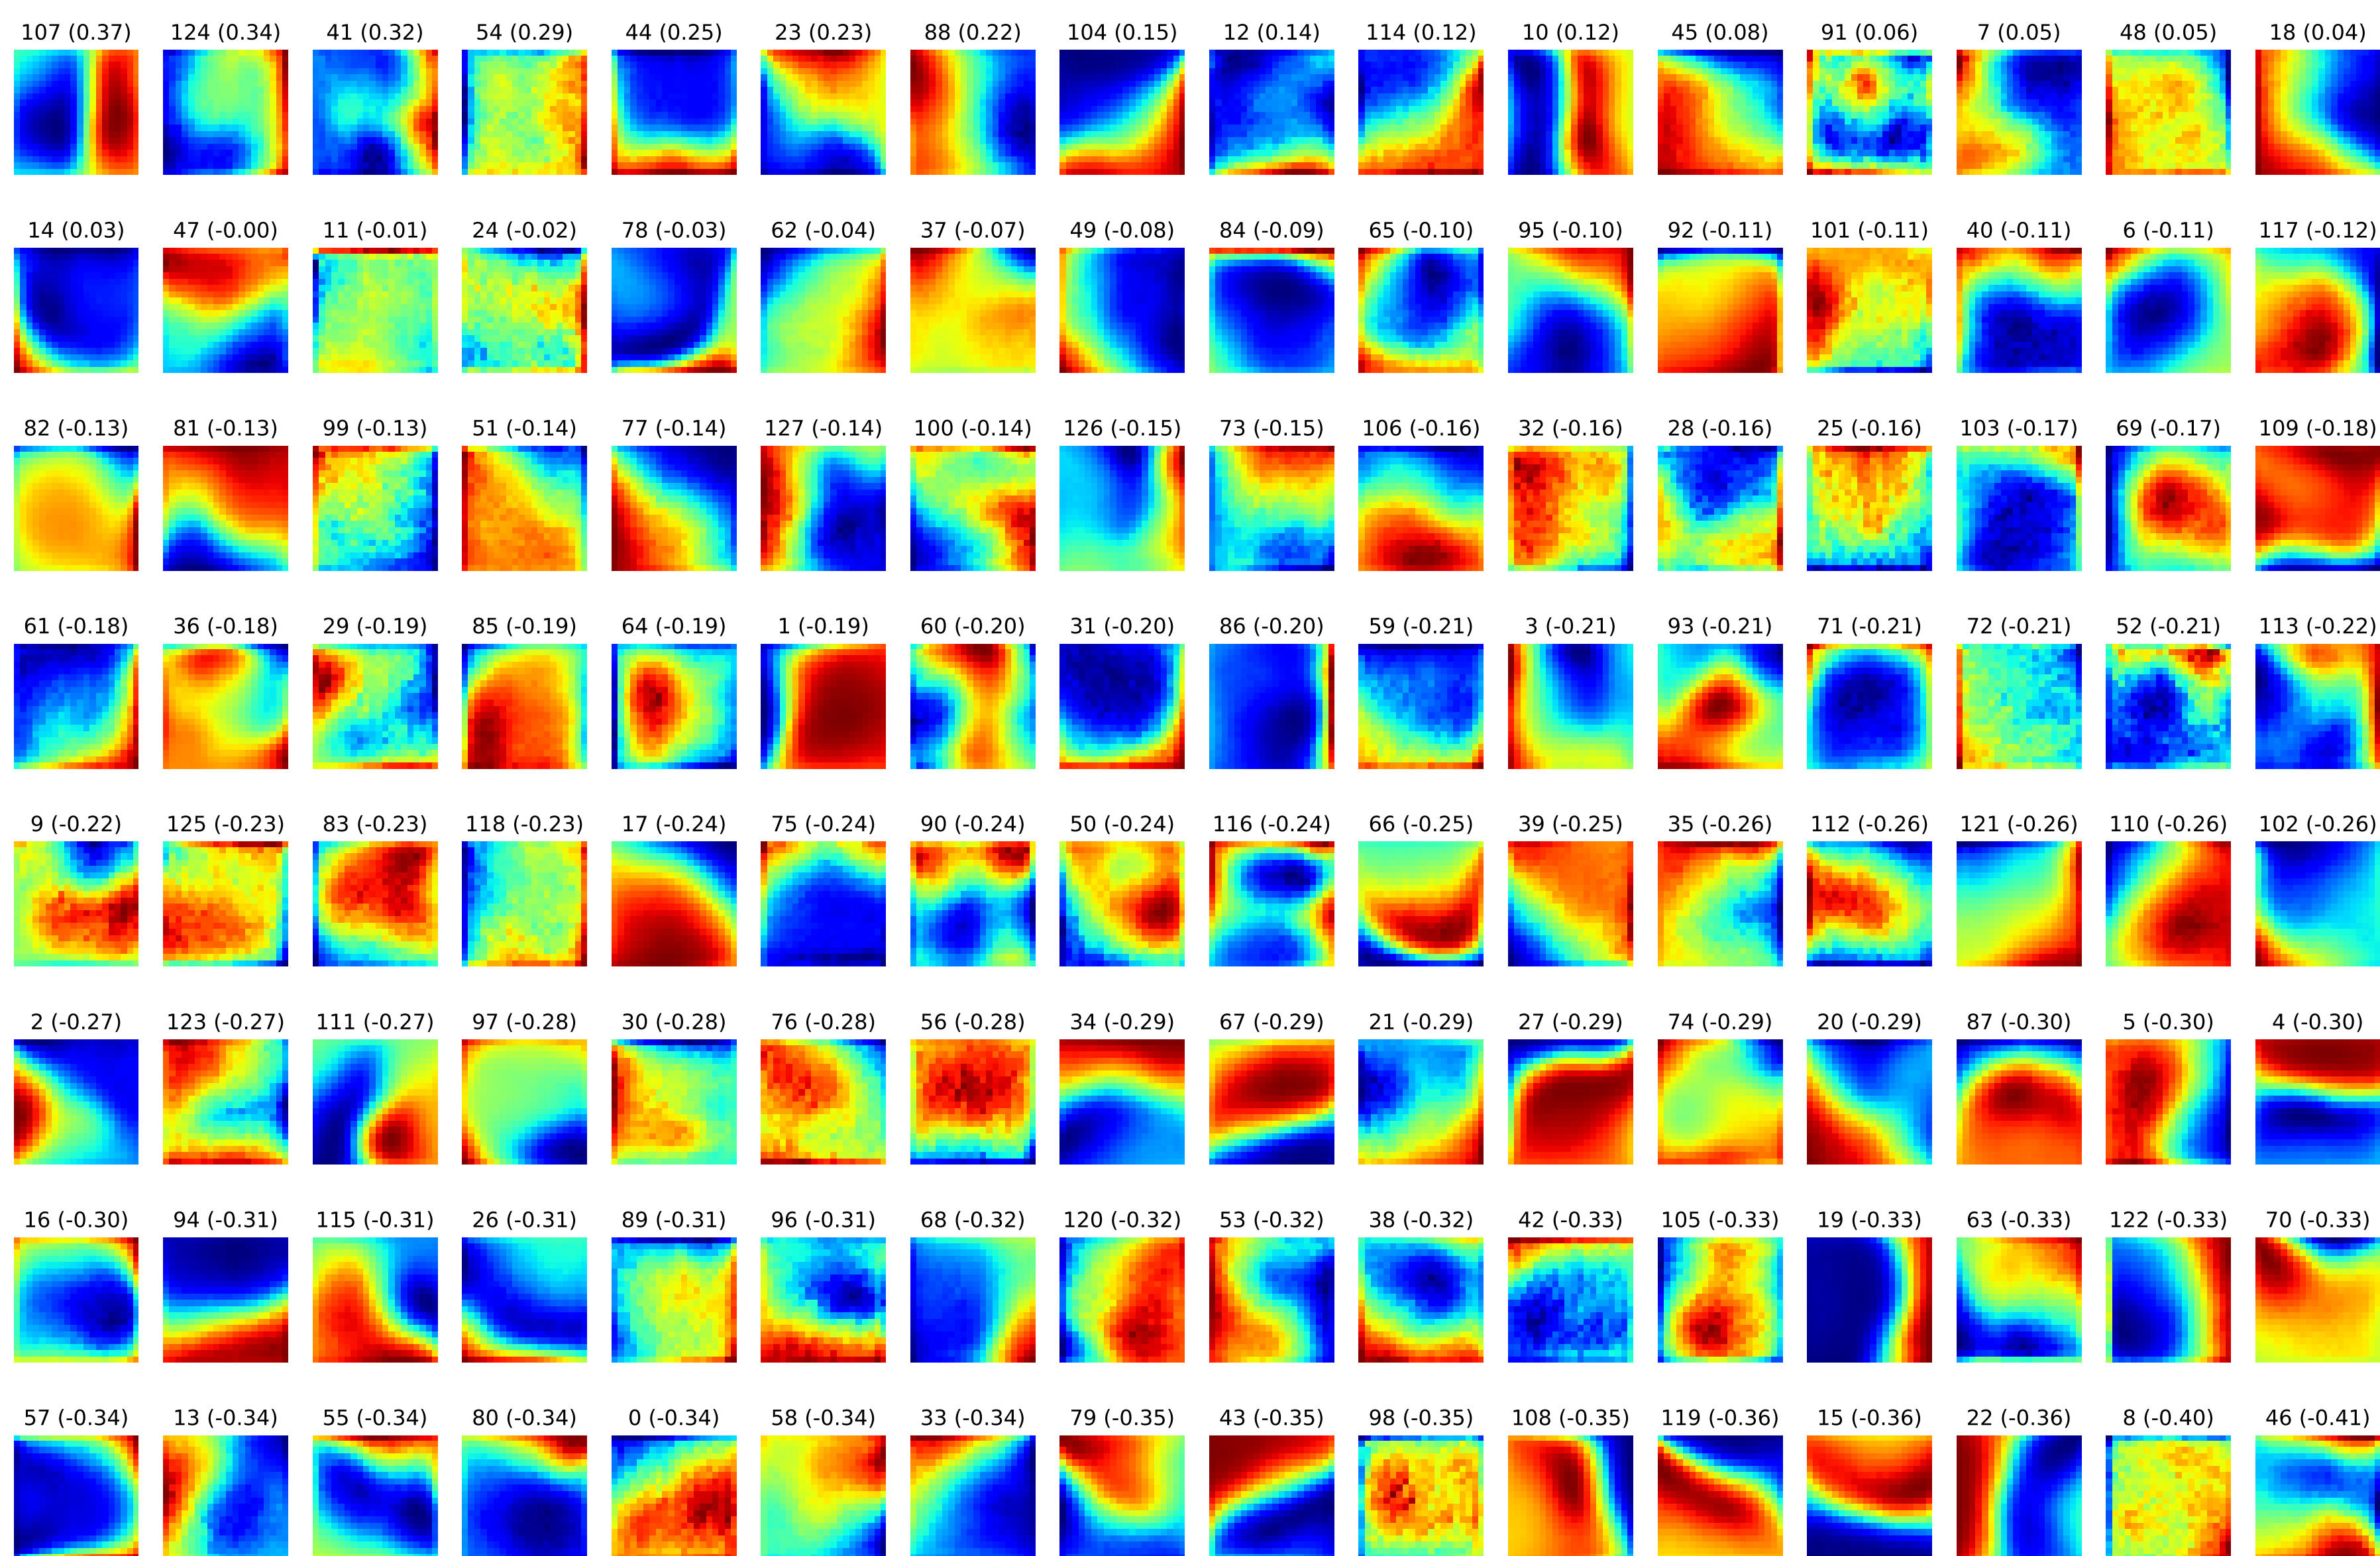 107 (0.37) 124 (0.34) 41 (0.32) 54 (0.29) 44 (0.25) 23 (0.23) 88 (0.22) 104 (0.15) 12 (0.14) 114 (0.12) 10 (0.12) 45 (0.08) 91 (0.06) 7 (0.05) 48 (0.05) 18 (0.04)
14 (0.03) 47 (-0.00) 11 (-0.01) 24 (-0.02) 78 (-0.03) 62 (-0.04) 37 (-0.07) 49 (-0.08) 84 (-0.09) 65 (-0.10) 95 (-0.10) 92 (-0.11) 101 (-0.11) 40 (-0.11) 6 (-0.11) 117 (-0.12)
82 (-0.13) 81 (-0.13) 99 (-0.13) 51 (-0.14) 77 (-0.14) 127 (-0.14) 100 (-0.14) 126 (-0.15) 73 (-0.15) 106 (-0.16) 32 (-0.16) 28 (-0.16) 25 (-0.16) 103 (-0.17) 69 (-0.17) 109 (-0.18)
61 (-0.18) 36 (-0.18) 29 (-0.19) 85 (-0.19) 64 (-0.19) 1 (-0.19) 60 (-0.20) 31 (-0.20) 86 (-0.20) 59 (-0.21) 3 (-0.21) 93 (-0.21) 71 (-0.21) 72 (-0.21) 52 (-0.21) 113 (-0.22)
9 (-0.22) 125 (-0.23) 83 (-0.23) 118 (-0.23) 17 (-0.24) 75 (-0.24) 90 (-0.24) 50 (-0.24) 116 (-0.24) 66 (-0.25) 39 (-0.25) 35 (-0.26) 112 (-0.26) 121 (-0.26) 110 (-0.26) 102 (-0.26)
2 (-0.27) 123 (-0.27) 111 (-0.27) 97 (-0.28) 30 (-0.28) 76 (-0.28) 56 (-0.28) 34 (-0.29) 67 (-0.29) 21 (-0.29) 27 (-0.29) 74 (-0.29) 20 (-0.29) 87 (-0.30) 5 (-0.30) 4 (-0.30)
16 (-0.30) 94 (-0.31) 115 (-0.31) 26 (-0.31) 89 (-0.31) 96 (-0.31) 68 (-0.32) 120 (-0.32) 53 (-0.32) 38 (-0.32) 42 (-0.33) 105 (-0.33) 19 (-0.33) 63 (-0.33) 122 (-0.33) 70 (-0.33)
57 (-0.34) 13 (-0.34) 55 (-0.34) 80 (-0.34) 0 (-0.34) 58 (-0.34) 33 (-0.34) 79 (-0.35) 43 (-0.35) 98 (-0.35) 108 (-0.35) 119 (-0.36) 15 (-0.36) 22 (-0.36) 8 (-0.40) 46 (-0.41)